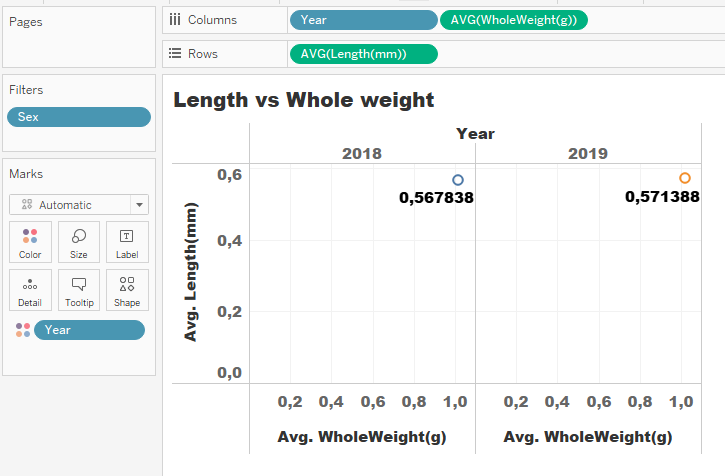 Pages
Columns
Year
AVG(WholeWeight(g))
Rows
AVG(Length(mm))
Filters
Sex
Marks
Automatic
Color
Size
Label
Detail
Tooltip
Shape
Year
Length vs Whole weight
Year
2018
2019
Avg. Length(mm)
0,6
0,4
0,2
0,0
0,567838
0,571388
0,2 0,4 0,6 0,8 1,0
0,2 0,4 0,6 0,8 1,0
Avg. WholeWeight(g)
Avg. WholeWeight(g)